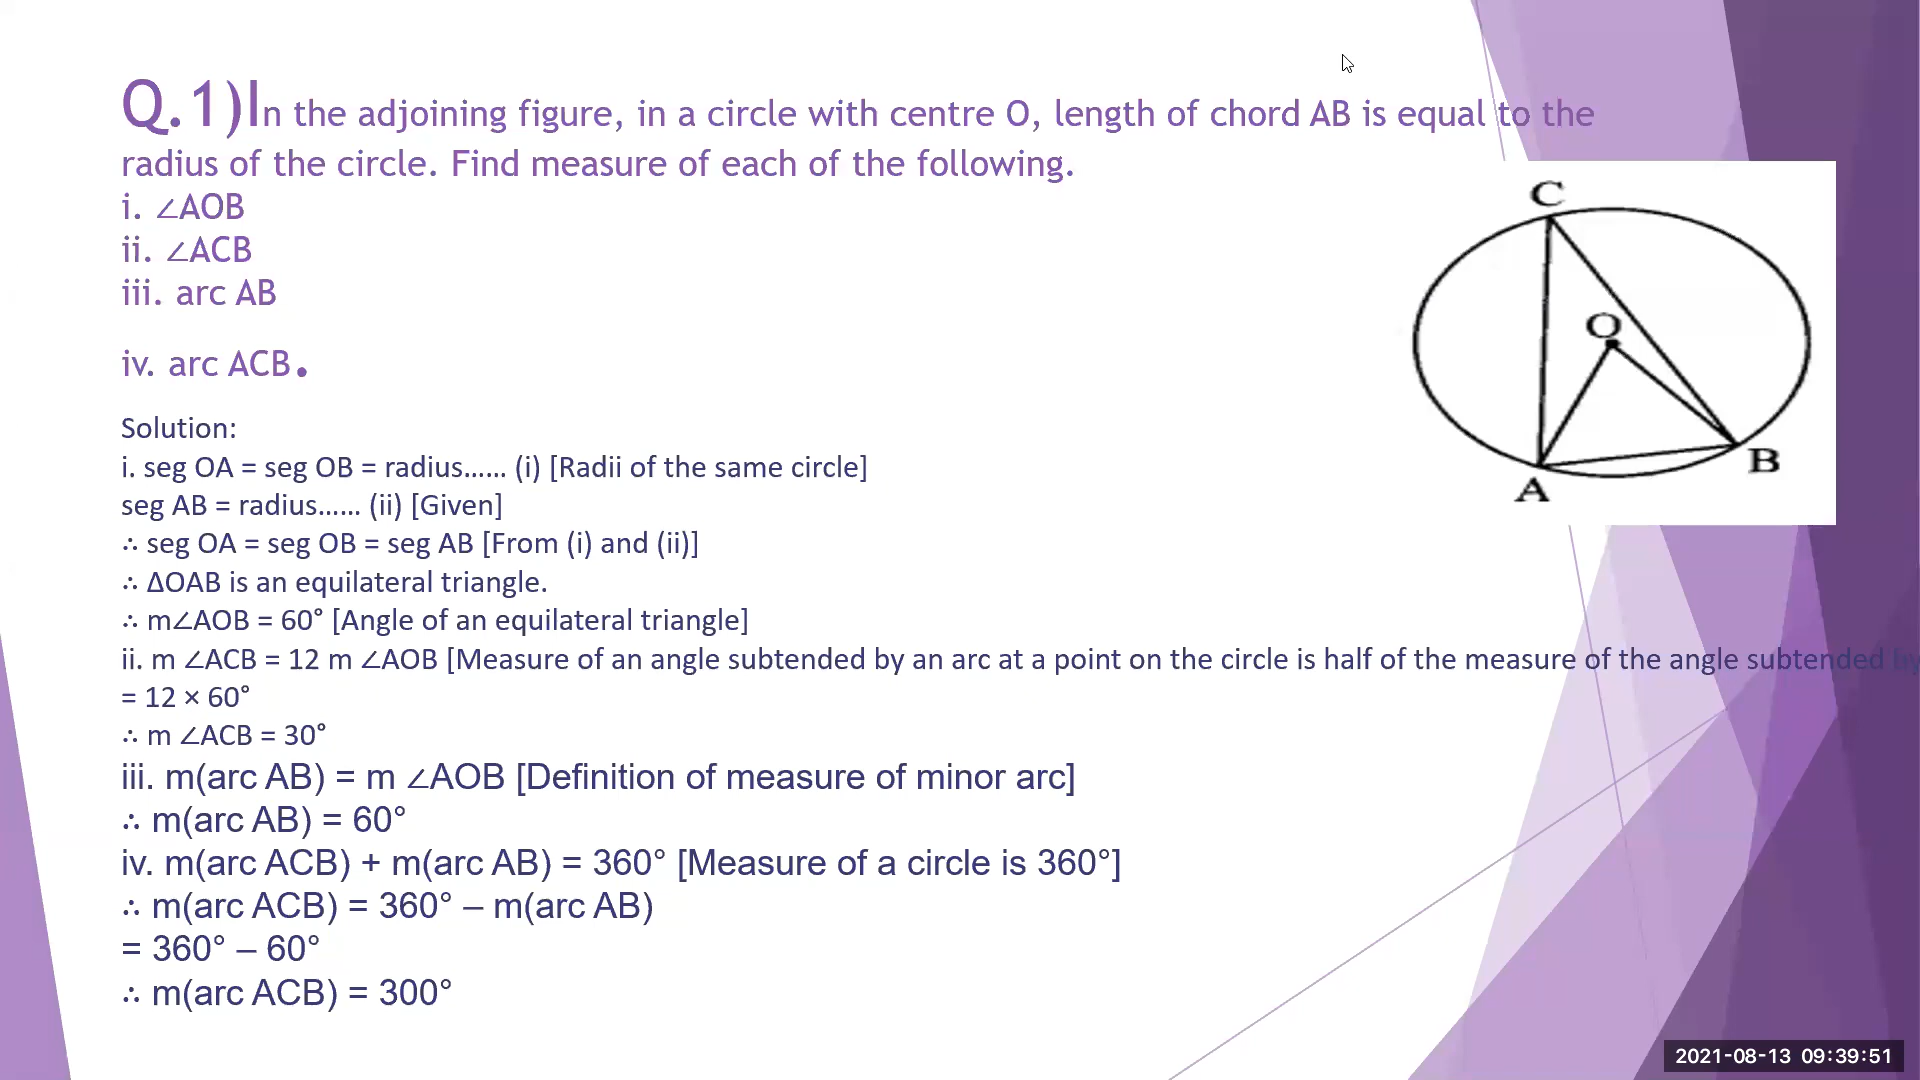 Q.1)In the adjoining figure, in a circle with centre O, length of chord AB is equal to the
radius of the circle. Find measure of each of the following.
i. ∠AOB
ii. ∠ACB
iii. arc AB
iv. arc ACB.
Solution:
i. seg OA = seg OB = radius…… (i) [Radii of the same circle]
seg AB = radius…… (ii) [Given]
∴ seg OA = seg OB = seg AB [From (i) and (ii)]
∴ ΔOAB is an equilateral triangle.
∴ m∠AOB = 60° [Angle of an equilateral triangle]
ii. m ∠ACB = 12 m ∠AOB [Measure of an angle subtended by an arc at a point on the circle is half of the measure of the angle subtended by
= 12 × 60°
∴ m ∠ACB = 30°
iii. m(arc AB) = m ∠AOB [Definition of measure of minor arc]
∴ m(arc AB) = 60°
iv. m(arc ACB) + m(arc AB) = 360° [Measure of a circle is 360°]
∴ m(arc ACB) = 360° – m(arc AB)
= 360° – 60°
∴ m(arc ACB) = 300°
C
O
B
A
2021-08-13 09:39:51